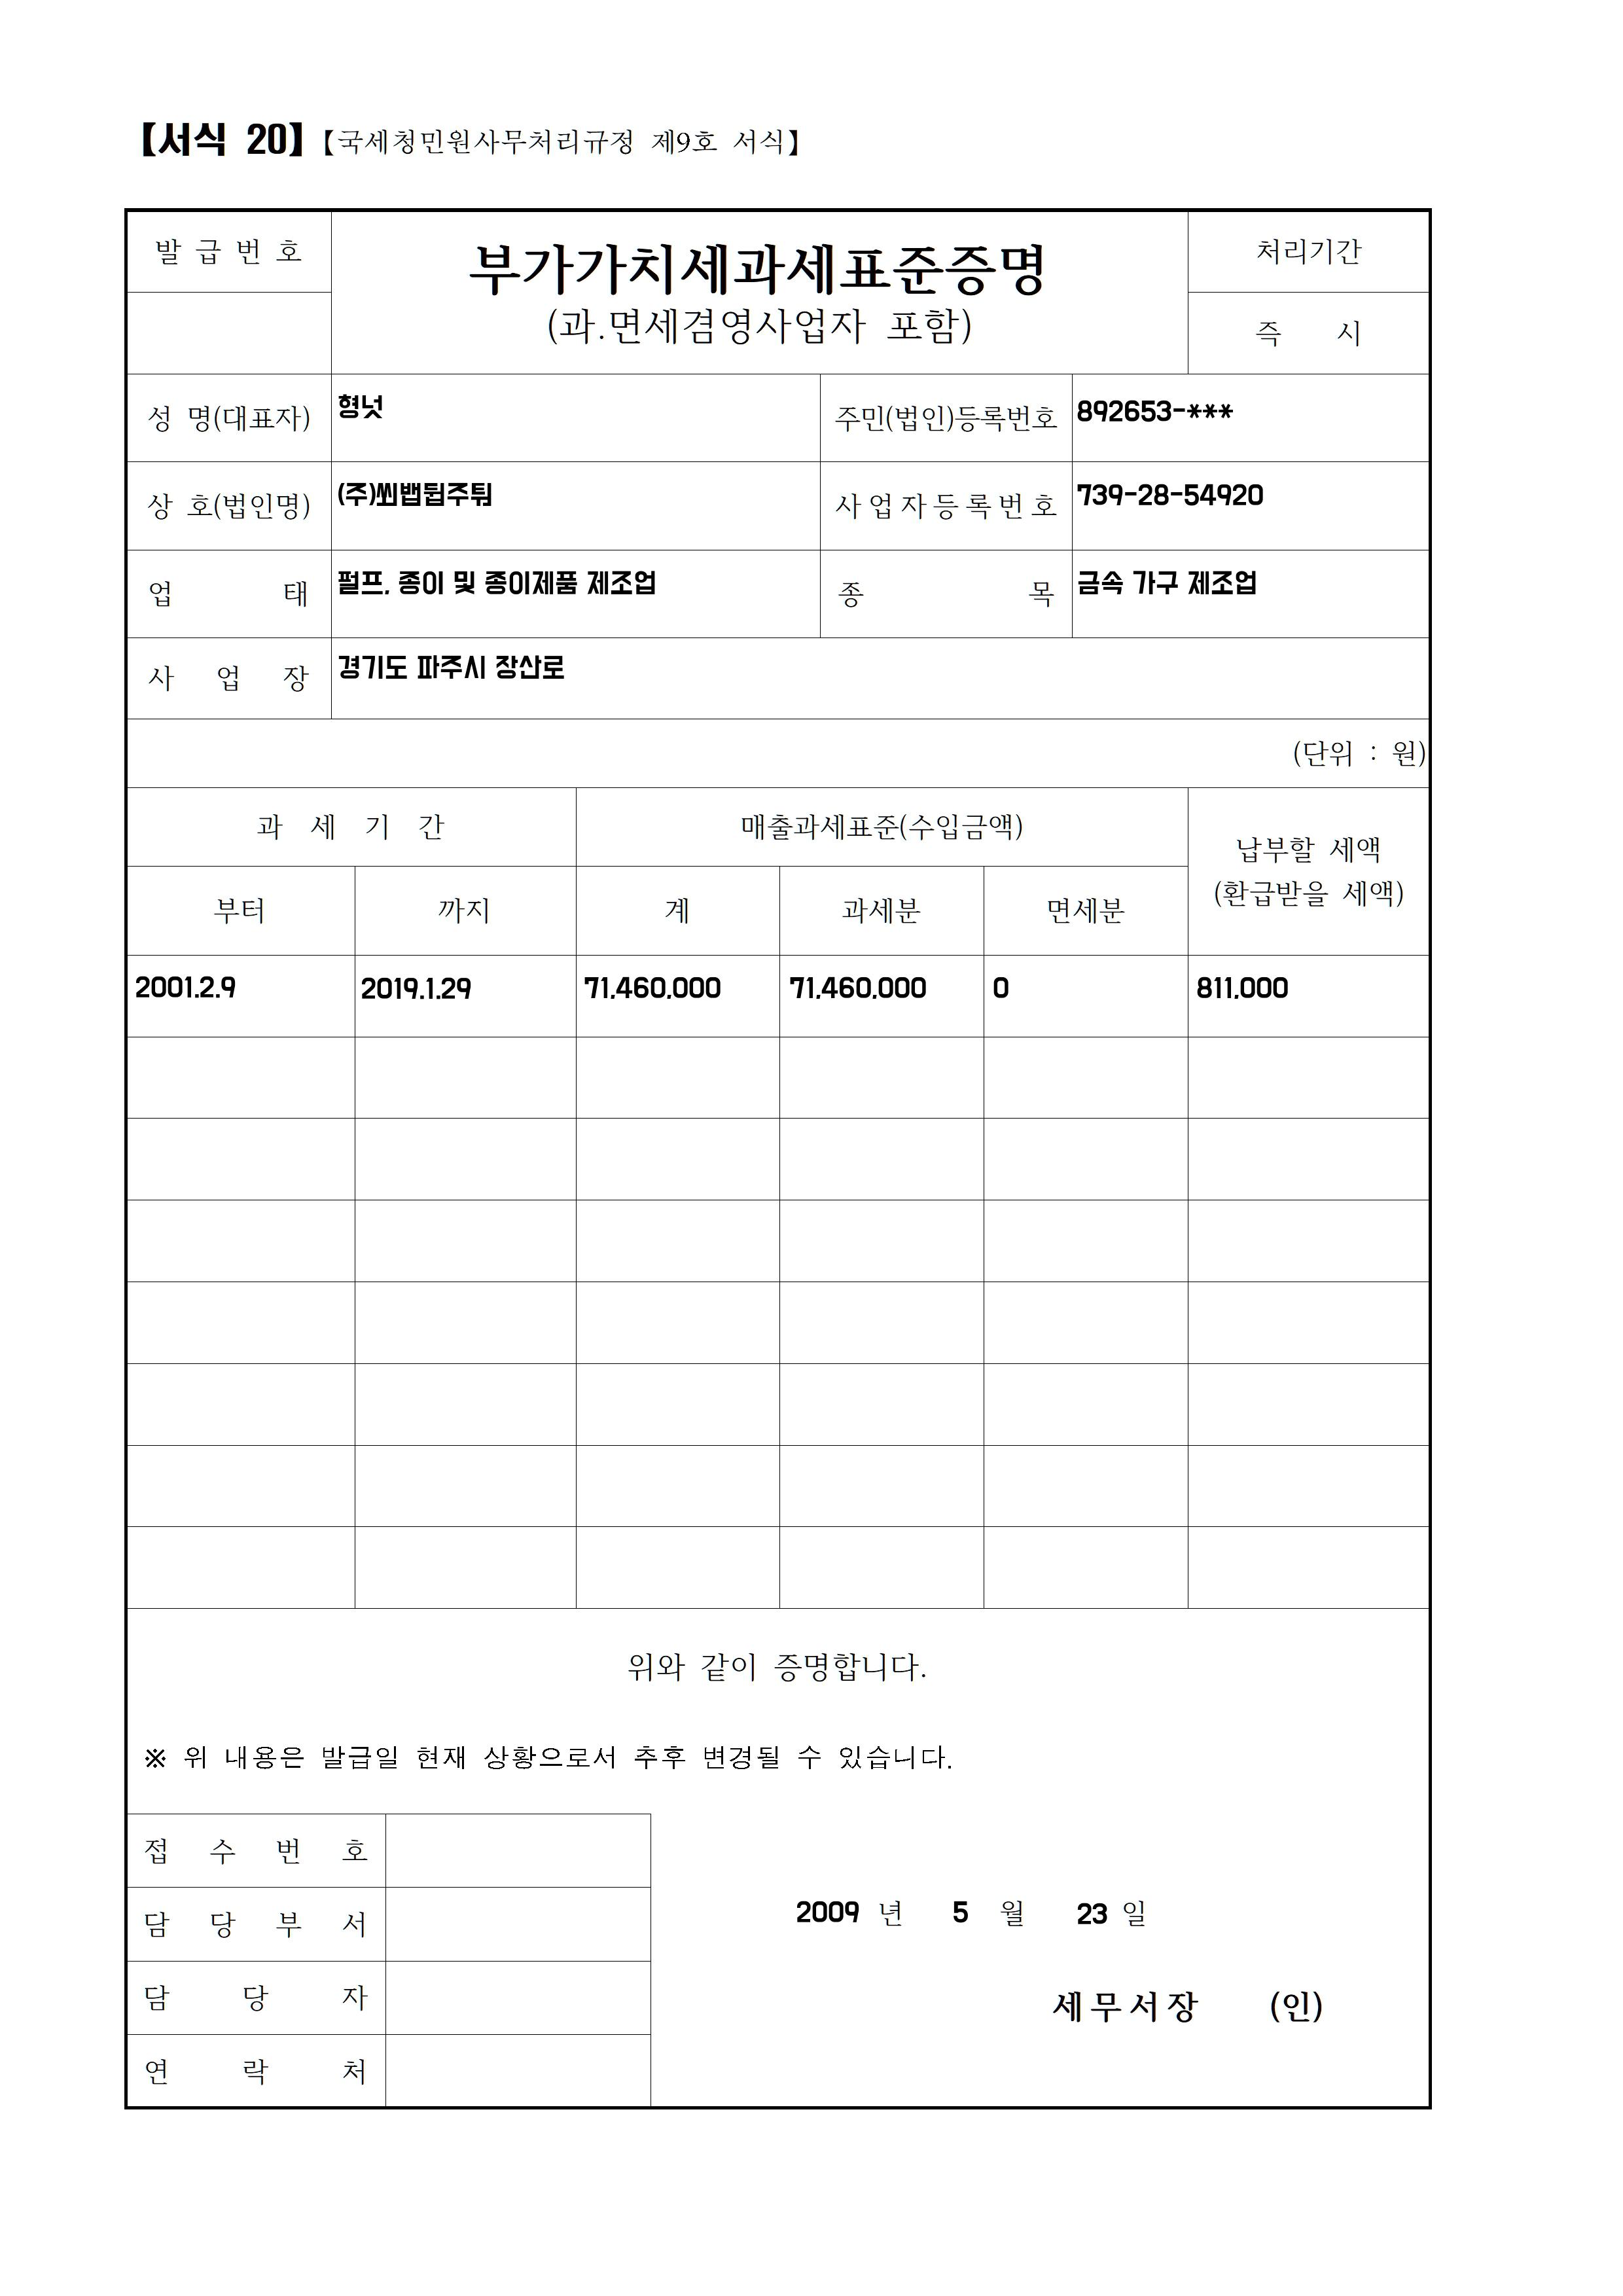 【서식 20】【국세청민원사무처리규정 제9호 서식】
발 급 번 호
부가가치세과세표준증명
(과.면세겸영사업자 포함)
처리기간
즉 시
성 명(대표자) 형넛 주민(법인)등록번호 892653-***
상 호(법인명) 사 업 자 등 록 번 호 739-28-54920
업 태 펄프, 종이 및 종이제품 제조업 종 목 금속 가구 제조업
사 업 장 경기도 파주시 장산로
(단위 : 원)
과 세 기 간 매출과세표준(수입금액) 납부할 세액
(환급받을 세액)
부터 까지 계 과세분 면세분
2001.2.9 2019.1.29 71,460,000 71,460,000 0 811,000
위와 같이 증명합니다.
※ 위 내용은 발급일 현재 상황으로서 추후 변경될 수 있습니다.
접 수 번 호
담 당 부 서
2009 년 5 월 23 일
담 당 자
세무서장 (인)
연 락 처